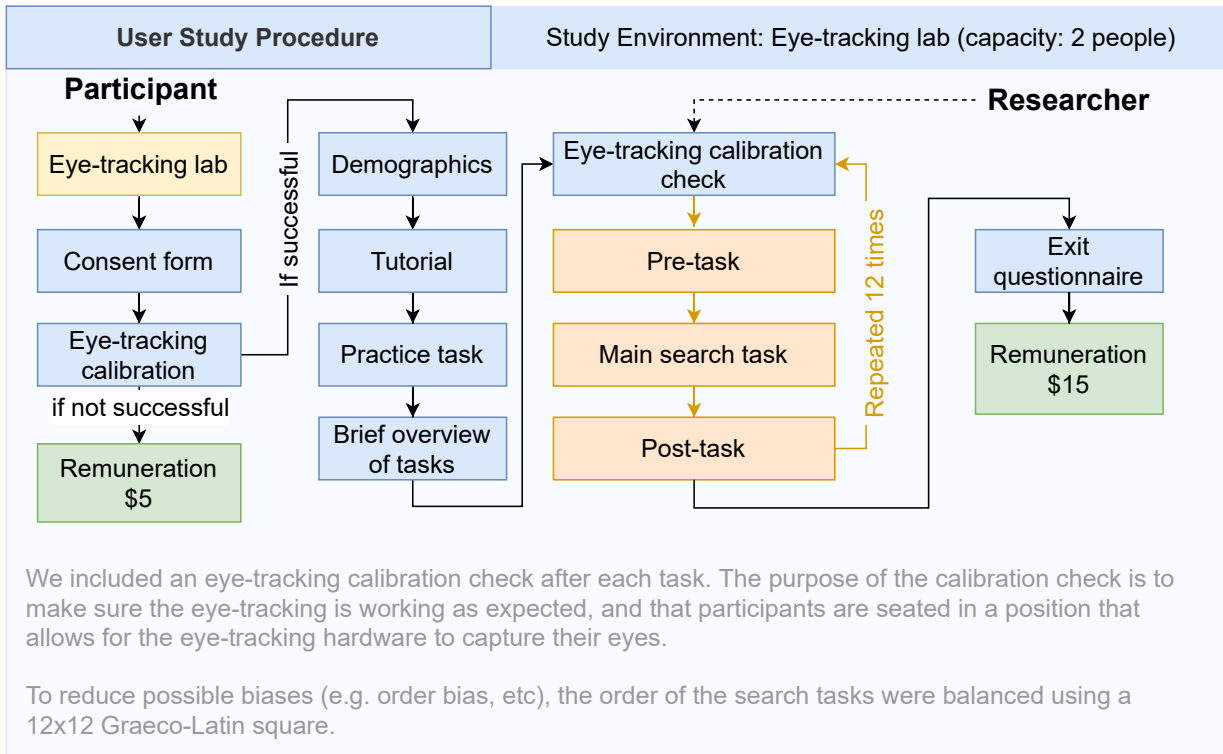 User Study Procedure
Study Environment: Eye-tracking lab (capacity: 2 people)
Participant
Eye-tracking lab
Consent form
Eye-tracking
calibration
if not successful
Remuneration
$5
If successful
Demographics
Tutorial
Practice task
Brief overview
of tasks
Researcher
Eye-tracking calibration
check
Pre-task
Main search task
Post-task
Repeated 12 times
Exit
questionnaire
Remuneration
$15
We included an eye-tracking calibration check after each task. The purpose of the calibration check is to
make sure the eye-tracking is working as expected, and that participants are seated in a position that
allows for the eye-tracking hardware to capture their eyes.
To reduce possible biases (e.g. order bias, etc), the order of the search tasks were balanced using a
12x12 Graeco-Latin square.